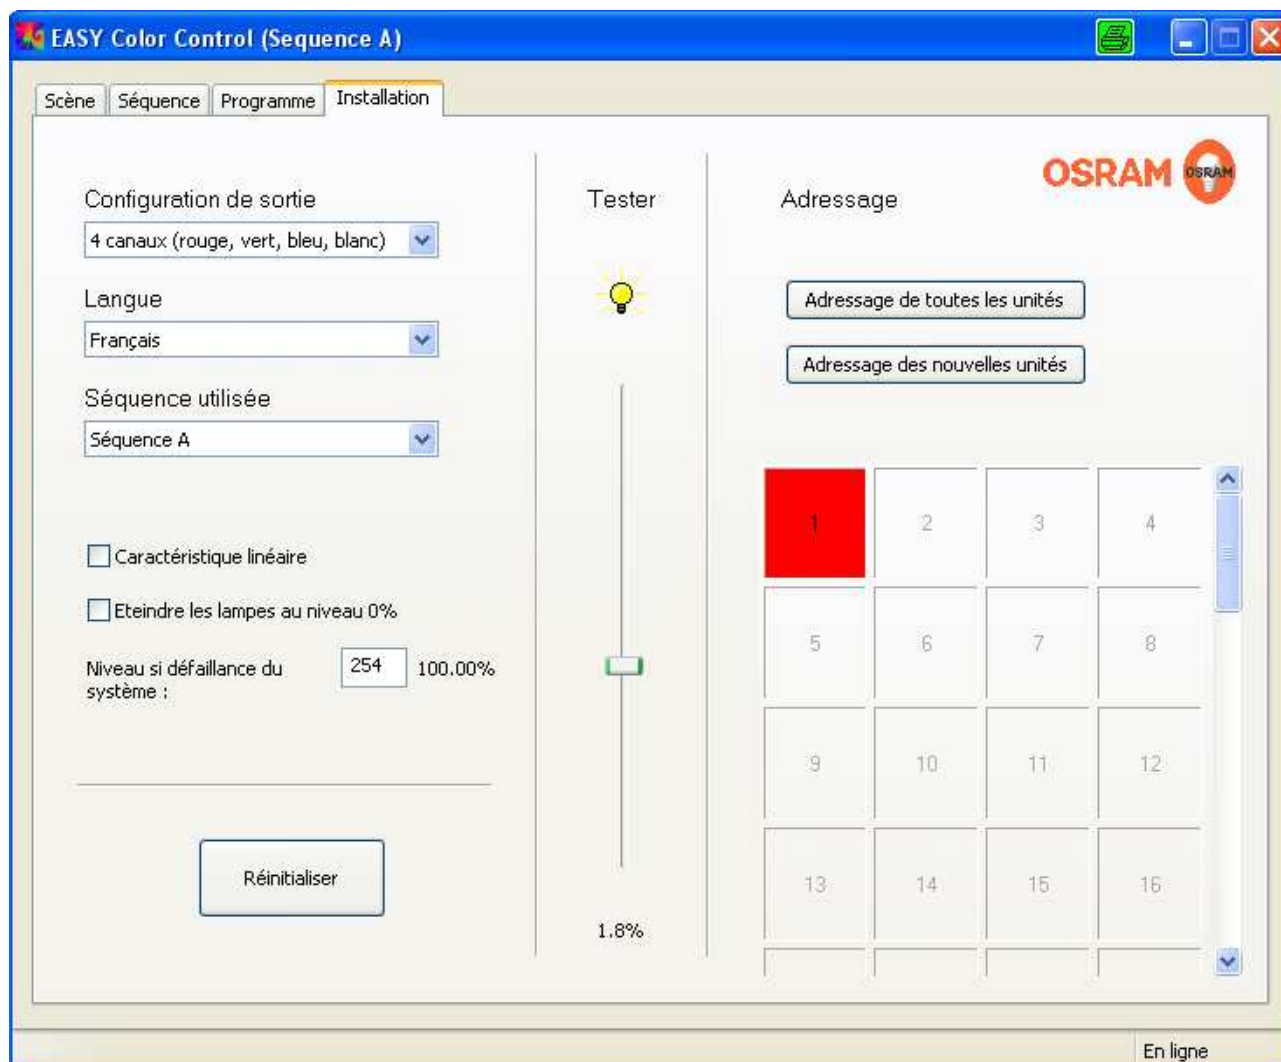 EASY Color Control (Sequence A)
Scène Séquence Programme Installation
OSRAM OSRAM
Configuration de sortie
4 canaux (rouge, vert, bleu, blanc)
Langue
Français
Séquence utilisée
Séquence A
Caractéristique linéaire
Eteindre les lampes au niveau 0%
Niveau si défaillance du
système :
254 100.00%
Réinitialiser
Tester
1.8%
Adressage
Adressage de toutes les unités
Adressage des nouvelles unités
1 2 3 4
5 6 7 8
9 10 11 12
13 14 15 16
En ligne